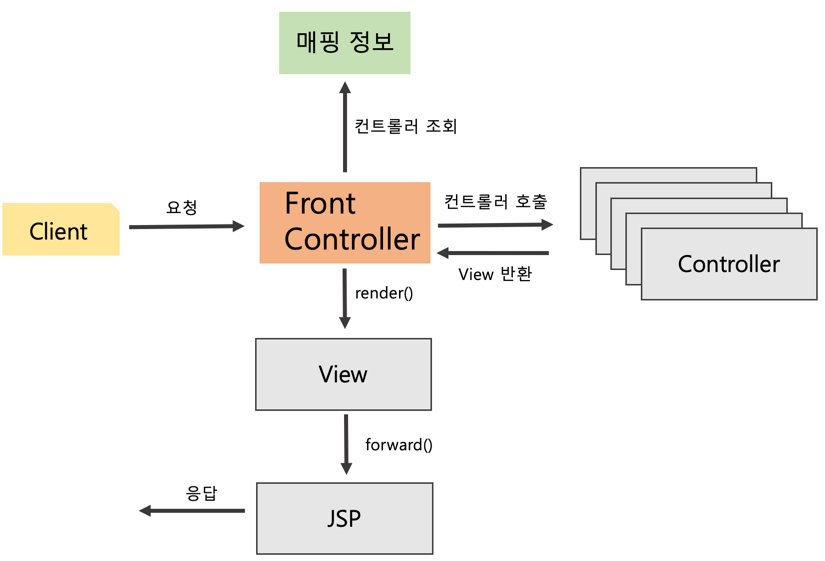 매핑 정보
컨트롤러 조회
Client
요청
Front
Controller
컨트롤러 호출
View 반환
Controller
render()
View
forward()
응답
JSP